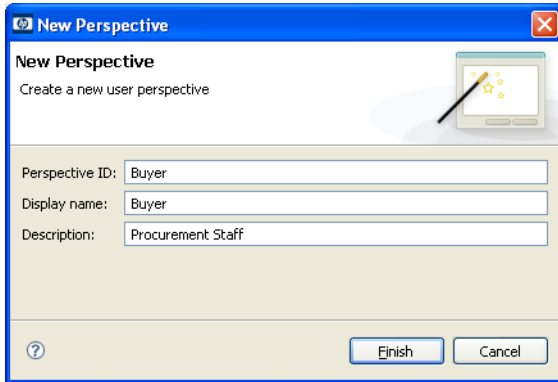 New Perspective
New Perspective
Create a new user perspective
Perspective ID: Buyer
Display name: Buyer
Description: Procurement Staff
? Finish Cancel